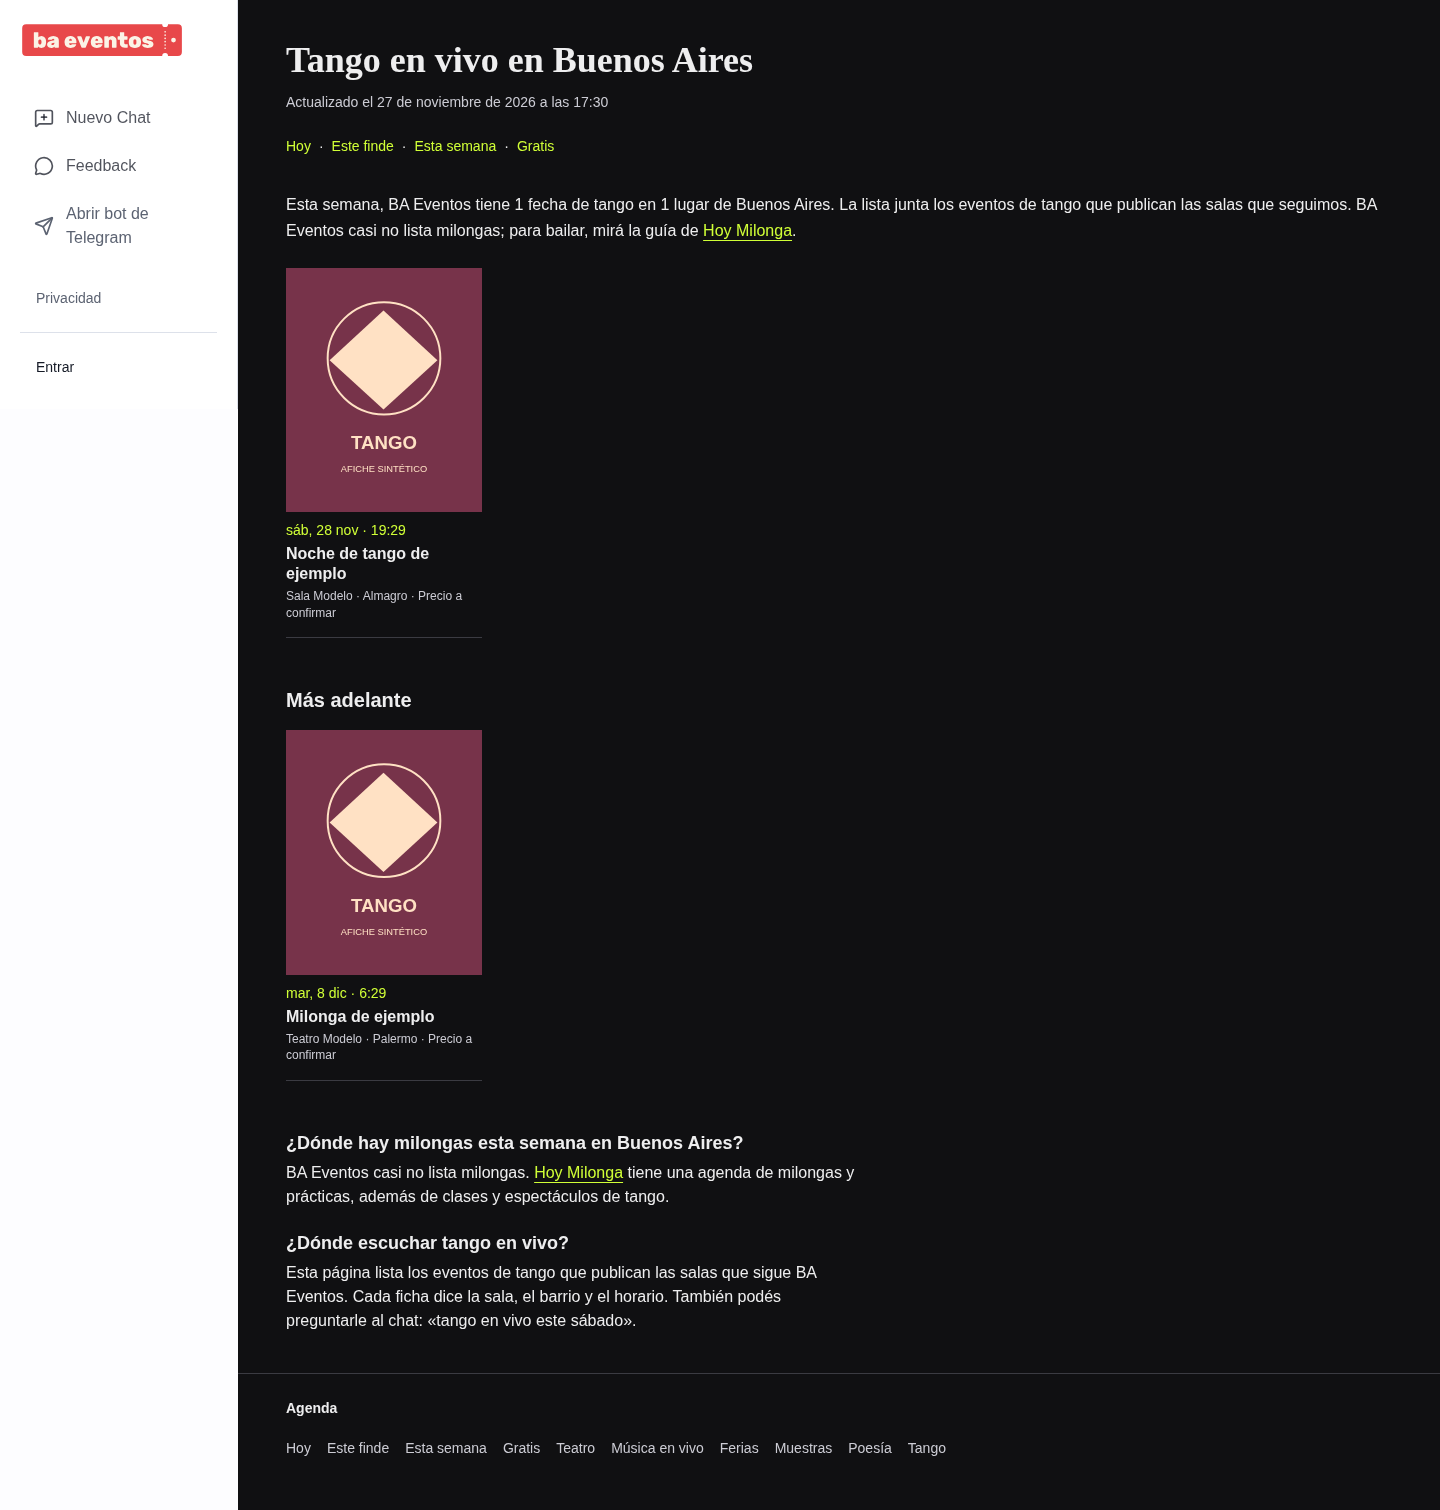 ba eventos
Nuevo Chat
Feedback
Abrir bot de
Telegram
Privacidad
Entrar
Tango en vivo en Buenos Aires
Actualizado el 27 de noviembre de 2026 a las 17:30
Hoy · Este finde · Esta semana · Gratis
Esta semana, BA Eventos tiene 1 fecha de tango en 1 lugar de Buenos Aires. La lista junta los eventos de tango que publican las salas que seguimos. BA
Eventos casi no lista milongas; para bailar, mirá la guía de Hoy Milonga.
TANGO
AFICHE SINTÉTICO
sáb, 28 nov · 19:29
Noche de tango de
ejemplo
Sala Modelo · Almagro · Precio a
confirmar
Más adelante
TANGO
AFICHE SINTÉTICO
mar, 8 dic · 6:29
Milonga de ejemplo
Teatro Modelo · Palermo · Precio a
confirmar
¿Dónde hay milongas esta semana en Buenos Aires?
BA Eventos casi no lista milongas. Hoy Milonga tiene una agenda de milongas y
prácticas, además de clases y espectáculos de tango.
¿Dónde escuchar tango en vivo?
Esta página lista los eventos de tango que publican las salas que sigue BA
Eventos. Cada ficha dice la sala, el barrio y el horario. También podés
preguntarle al chat: «tango en vivo este sábado».
Agenda
Hoy Este finde Esta semana Gratis Teatro Música en vivo Ferias Muestras Poesía Tango